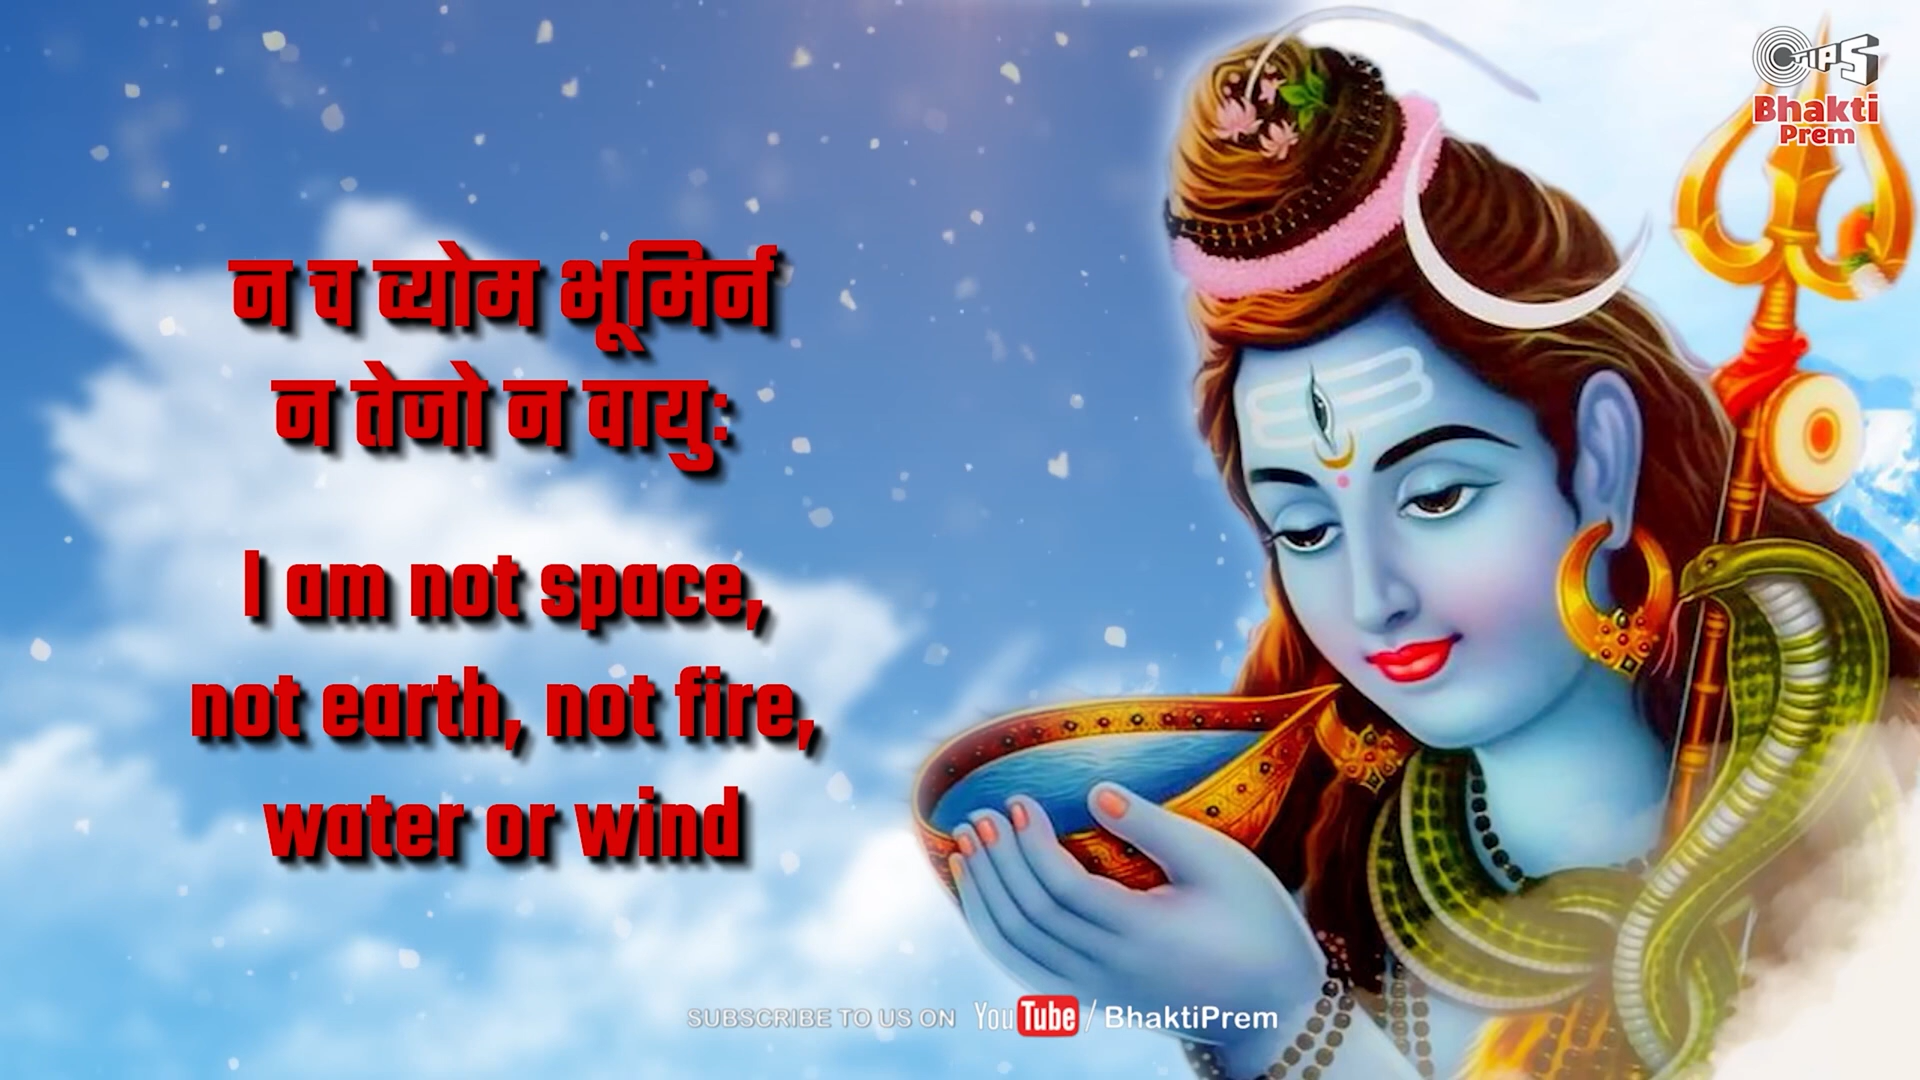 TIPS
Bhakti
Prem
न च व्योम भूमिर्न
न तेजो न वायुः
I am not space,
not earth, not fire,
water or wind
SUBSCRIBE TO US ON YouTube / BhaktiPrem